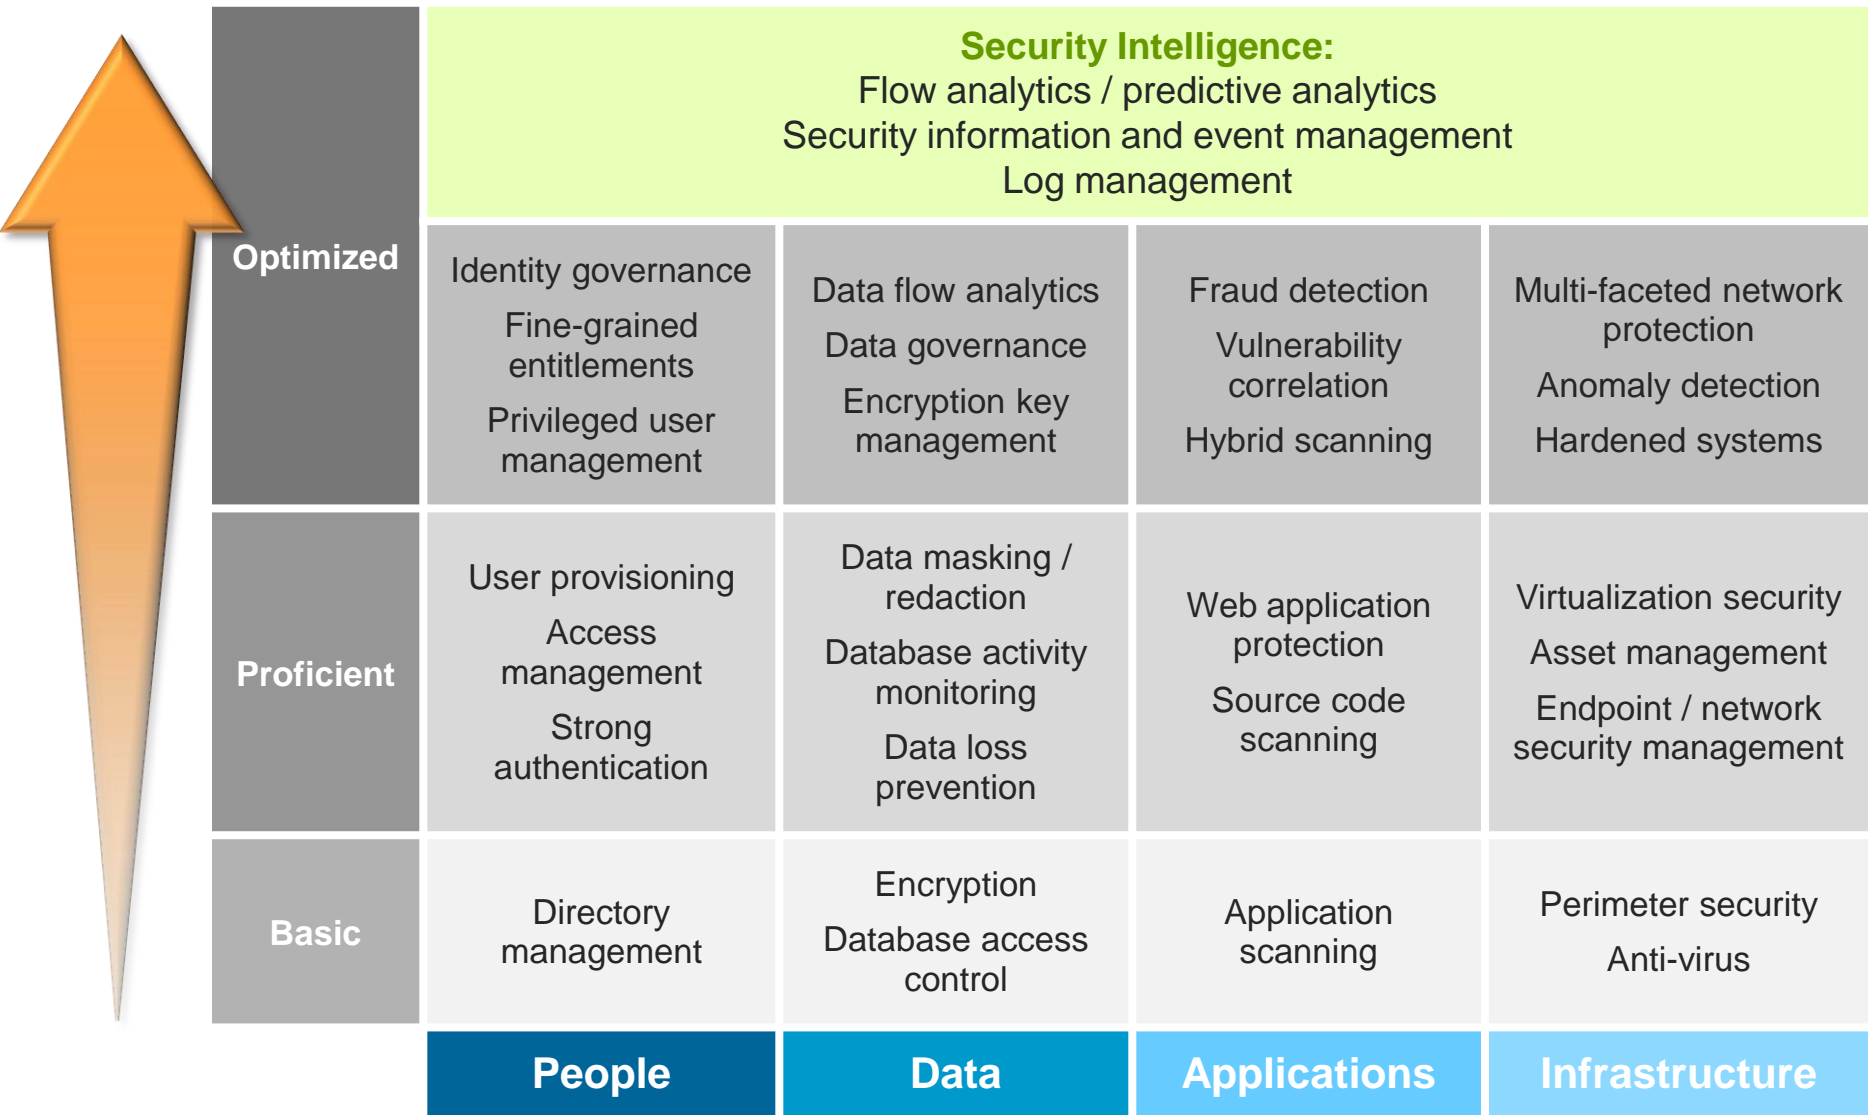 Security Intelligence:
Flow analytics / predictive analytics
Security information and event management
Log management
Optimized
Identity governance
Fine-grained
entitlements
Privileged user
management
Data flow analytics
Data governance
Encryption key
management
Fraud detection
Vulnerability
correlation
Hybrid scanning
Multi-faceted network
protection
Anomaly detection
Hardened systems
Proficient
User provisioning
Access
management
Strong
authentication
Data masking /
redaction
Database activity
monitoring
Data loss
prevention
Web application
protection
Source code
scanning
Virtualization security
Asset management
Endpoint / network
security management
Basic
Directory
management
Encryption
Database access
control
Application
scanning
Perimeter security
Anti-virus
People
Data
Applications
Infrastructure